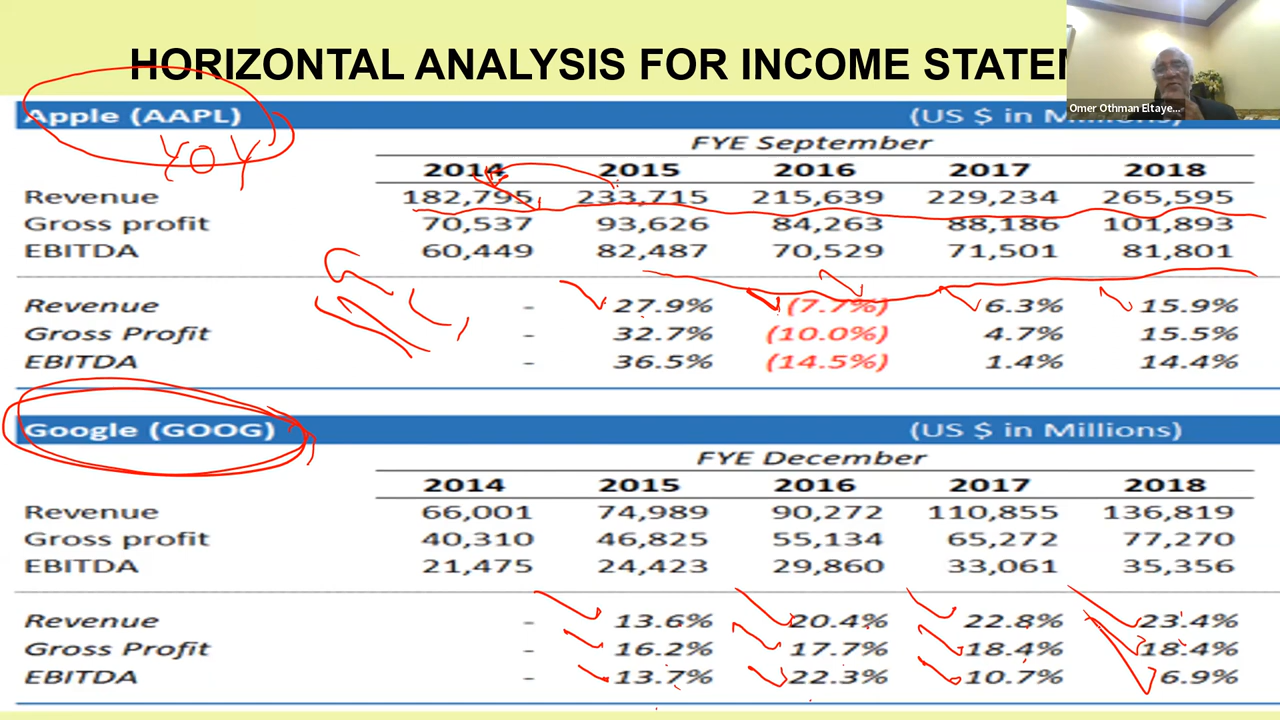 HORIZONTAL ANALYSIS FOR INCOME STATEM
Omer Othman Eltaye...
Apple (AAPL) (US $ in Millions)
YOY
FYE September
2014 2015 2016 2017 2018
Revenue 182,795 233,715 215,639 229,234 265,595
Gross profit 70,537 93,626 84,263 88,186 101,893
EBITDA 60,449 82,487 70,529 71,501 81,801
Revenue - 27.9% (7.7%) 6.3% 15.9%
Gross Profit - 32.7% (10.0%) 4.7% 15.5%
EBITDA - 36.5% (14.5%) 1.4% 14.4%
Google (GOOG) (US $ in Millions)
FYE December
2014 2015 2016 2017 2018
Revenue 66,001 74,989 90,272 110,855 136,819
Gross profit 40,310 46,825 55,134 65,272 77,270
EBITDA 21,475 24,423 29,860 33,061 35,356
Revenue - 13.6% 20.4% 22.8% 23.4%
Gross Profit - 16.2% 17.7% 18.4% 18.4%
EBITDA - 13.7% 22.3% 10.7% 6.9%